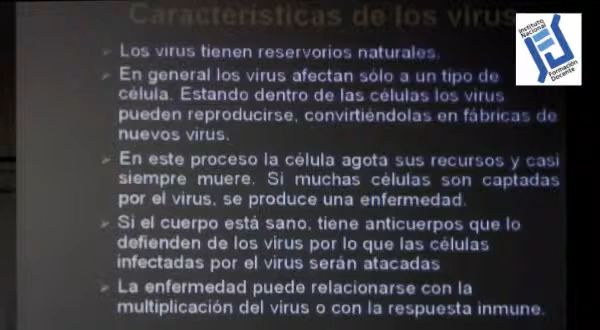 Características de los virus
Los virus tienen reservorios naturales.
En general los virus afectan sólo a un tipo de
célula. Estando dentro de las células los virus
pueden reproducirse, convirtiéndolas en fábricas de
nuevos virus.
En este proceso la célula agota sus recursos y casi
siempre muere. Si muchas células son captadas
por el virus, se produce una enfermedad.
Si el cuerpo está sano, tiene anticuerpos que lo
defienden de los virus por lo que las células
infectadas por el virus serán atacadas
La enfermedad puede relacionarse con la
multiplicación del virus o con la respuesta inmune.
Instituto
Nacional
Formación
Docente